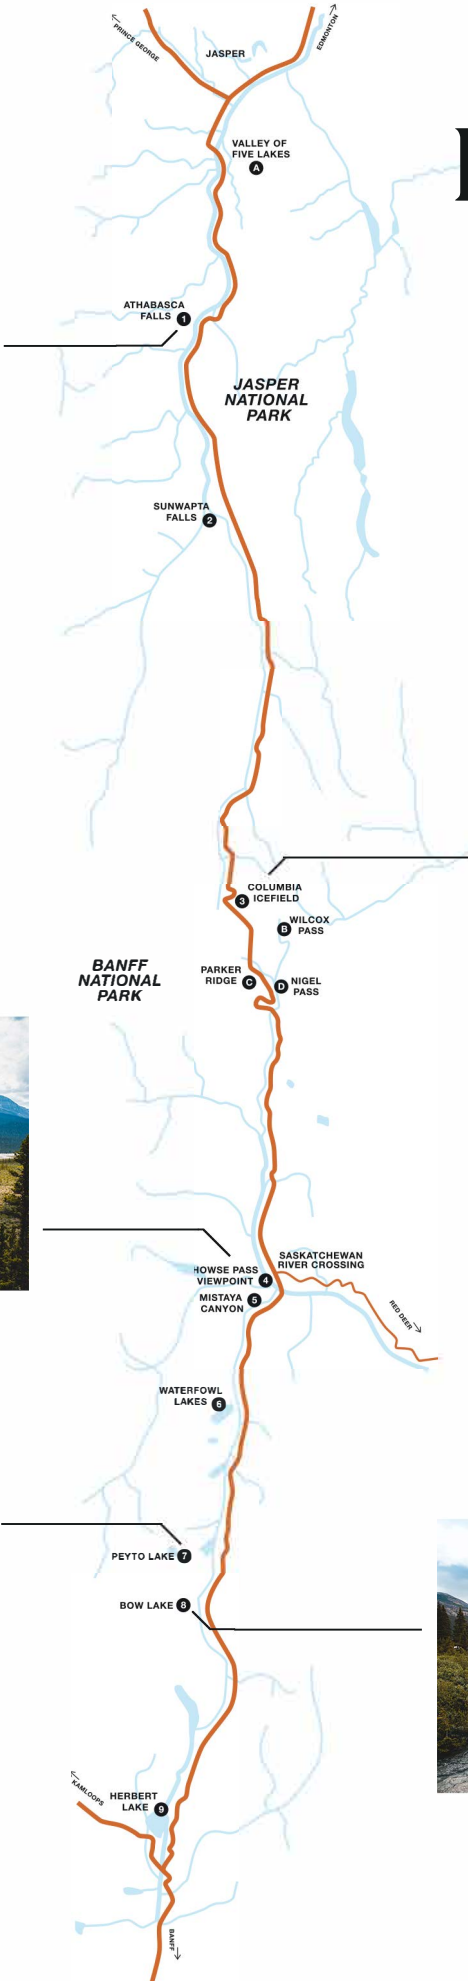 JASPER
PRINCE GEORGE
EDMONTON
VALLEY OF
FIVE LAKES
A
ATHABASCA
FALLS 1
JASPER
NATIONAL
PARK
SUNWAPTA
FALLS 2
COLUMBIA
3 ICEFIELD
WILCOX
B PASS
BANFF
NATIONAL
PARK
PARKER
RIDGE C
D NIGEL
PASS
SASKATCHEWAN
RIVER CROSSING
HOWSE PASS
VIEWPOINT 4
MISTAYA
CANYON 5
RED DEER
WATERFOWL
LAKES 6
PEYTO LAKE 7
BOW LAKE 8
KAMLOOPS
HERBERT
LAKE 9
BANFF